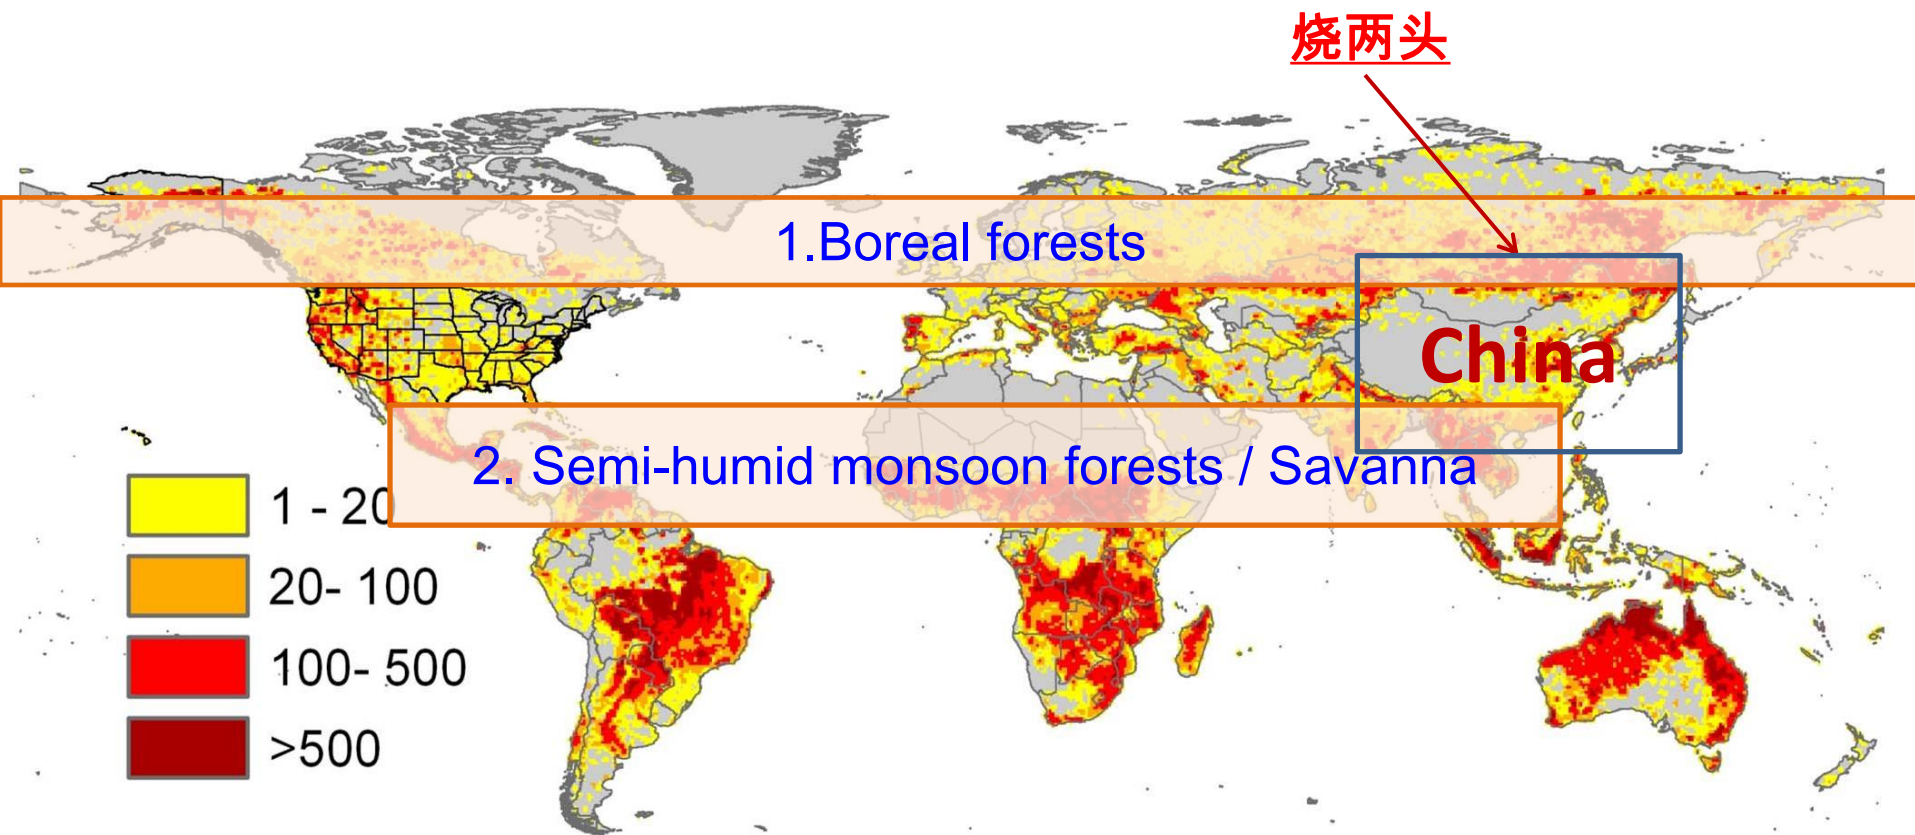 烧两头
1.Boreal forests
China
2. Semi-humid monsoon forests / Savanna
1 - 20
20- 100
100- 500
>500